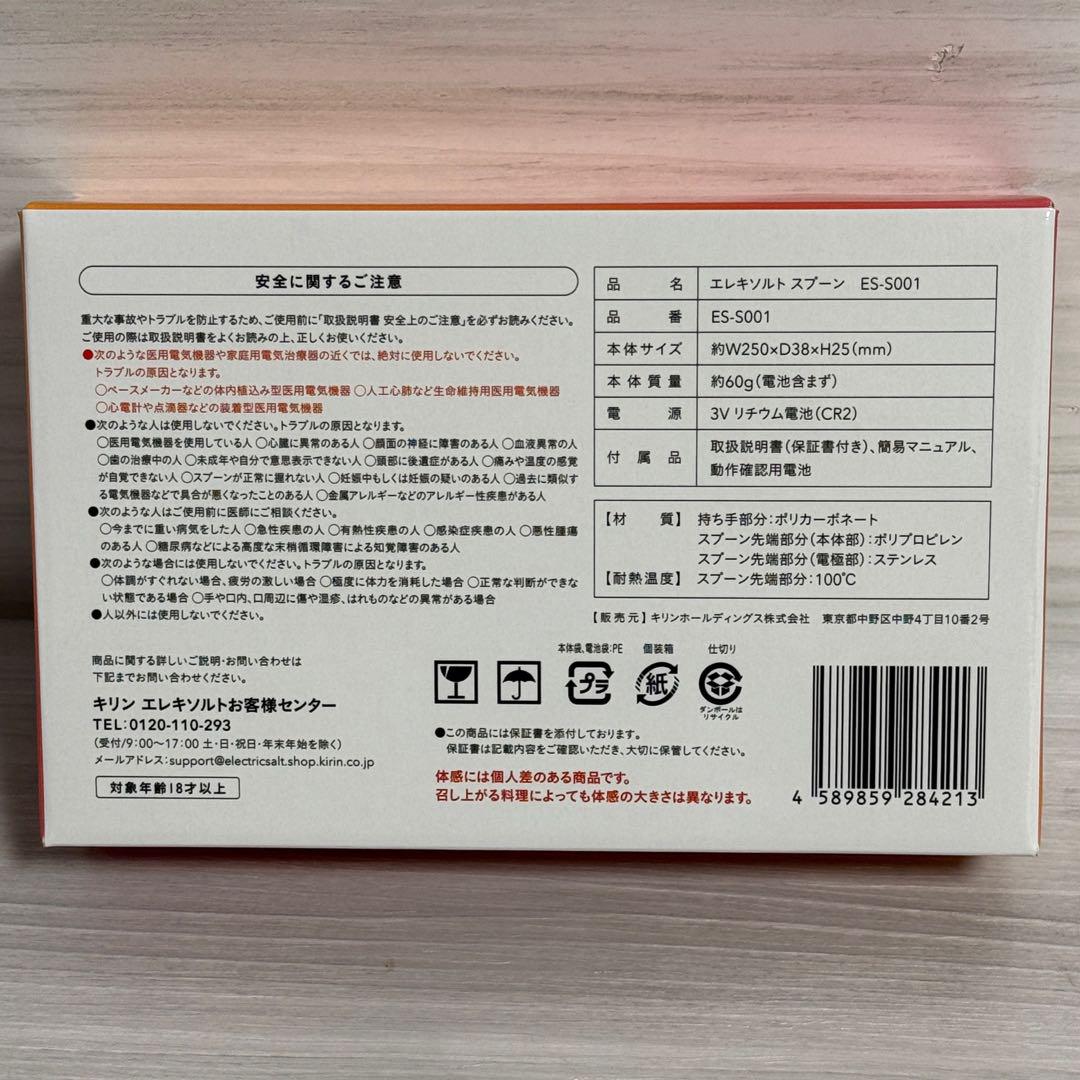 安全に関するご注意
重大な事故やトラブルを防止するため、ご使用前に「取扱説明書 安全上のご注意」を必ずお読みください。
ご使用の際は取扱説明書をよくお読みの上、正しくお使いください。
●次のような医用電気機器や家庭用電気治療器の近くでは、絶対に使用しないでください。
トラブルの原因となります。
○ペースメーカーなどの体内植込み型医用電気機器 ○人工心肺など生命維持用医用電気機器
○心電計や点滴器などの装着型医用電気機器
●次のような人は使用しないでください。トラブルの原因となります。
○医用電気機器を使用している人 ○心臓に異常のある人 ○顔面の神経に障害のある人 ○血液異常の人
○歯の治療中の人 ○未成年や自分で意思表示できない人 ○頭部に後遺症がある人 ○痛みや温度の感覚
が自覚できない人 ○スプーンが正常に握れない人 ○妊娠中もしくは妊娠の疑いのある人 ○過去に類似す
る電気機器などで具合が悪くなったことのある人 ○金属アレルギーなどのアレルギー性疾患がある人
●次のような人はご使用前に医師にご相談ください。
○今までに重い病気をした人 ○急性疾患の人 ○有熱性疾患の人 ○感染症疾患の人 ○悪性腫瘍
のある人 ○糖尿病などによる高度な末梢循環障害による知覚障害のある人
●次のような場合には使用しないでください。トラブルの原因となります。
○体調がすぐれない場合、疲労の激しい場合 ○極度に体力を消耗した場合 ○正常な判断ができな
い状態である場合 ○手や口内、口周辺に傷や湿疹、はれものなどの異常がある場合
●人以外には使用しないでください。
品 名 エレキソルト スプーン ES-S001
品 番 ES-S001
本体サイズ 約W250×D38×H25(mm)
本体質量 約60g(電池含まず)
電 源 3V リチウム電池(CR2)
付属品 取扱説明書(保証書付き)、簡易マニュアル、
動作確認用電池
【材 質】 持ち手部分:ポリカーボネート
スプーン先端部分(本体部):ポリプロピレン
スプーン先端部分(電極部):ステンレス
【耐熱温度】 スプーン先端部分:100℃
【販売元】キリンホールディングス株式会社 東京都中野区中野4丁目10番2号
商品に関する詳しいご説明・お問い合わせは
下記までお問い合わせください。
キリン エレキソルトお客様センター
TEL:0120-110-293
(受付/9:00〜17:00 土・日・祝日・年末年始を除く)
メールアドレス:support@electricsalt.shop.kirin.co.jp
対象年齢18才以上
本体袋、電池袋:PE 個装箱 仕切り
プラ 紙
ダンボールは
リサイクル
●この商品には保証書を添付しております。
保証書は記載内容をご確認いただき、大切に保管してください。
体感には個人差のある商品です。
召し上がる料理によっても体感の大きさは異なります。
4 589859 284213